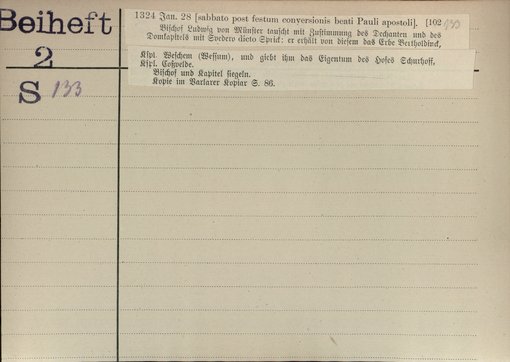 Beiheft
2
S 133
1324 Jan. 28 [sabbato post festum conversionis beati Pauli apostoli]. [102 133
Bischof Ludwig von Münster tauscht mit Zustimmung des Dechanten und des
Domkapitels mit Svedero dicto Sprick: er erhält von diesem das Erbe Bertholdinck,
Kspl. Weschem (Wessum), und giebt ihm das Eigentum des Hofes Schurhoff,
Kspl. Coßvelde.
Bischof und Kapitel siegeln.
Kopie im Varlarer Kopiar S. 86.